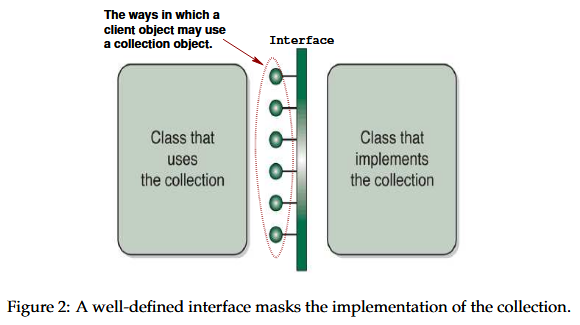 The ways in which a
client object may use
a collection object.
Interface
Class that
uses
the collection
Class that
implements
the collection
Figure 2: A well-defined interface masks the implementation of the collection.